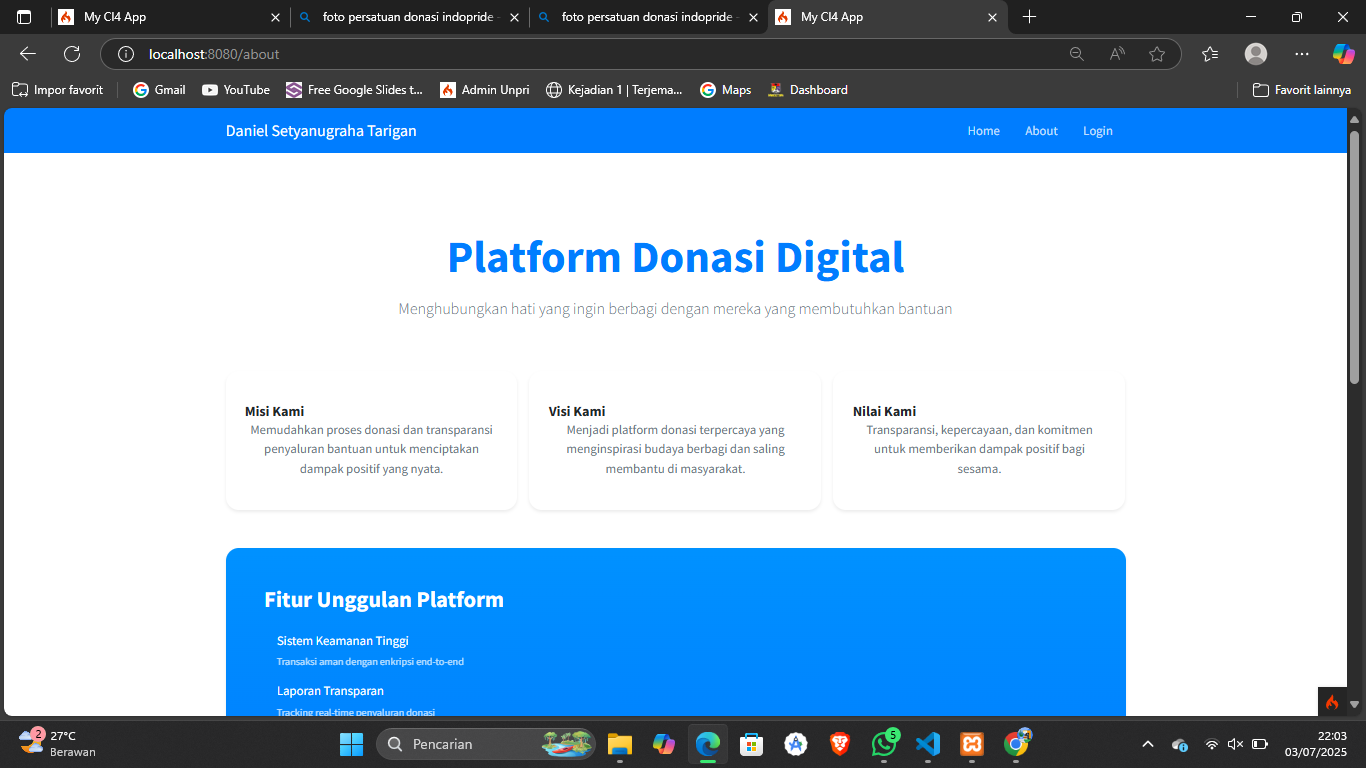 My CI4 App
foto persatuan donasi indopride -
foto persatuan donasi indopride -
My CI4 App
localhost:8080/about
Impor favorit
Gmail
YouTube
Free Google Slides t...
Admin Unpri
Kejadian 1 | Terjema...
Maps
Dashboard
Favorit lainnya
Daniel Setyanugraha Tarigan
Home
About
Login
Platform Donasi Digital
Menghubungkan hati yang ingin berbagi dengan mereka yang membutuhkan bantuan
Misi Kami
Memudahkan proses donasi dan transparansi
penyaluran bantuan untuk menciptakan
dampak positif yang nyata.
Visi Kami
Menjadi platform donasi terpercaya yang
menginspirasi budaya berbagi dan saling
membantu di masyarakat.
Nilai Kami
Transparansi, kepercayaan, dan komitmen
untuk memberikan dampak positif bagi
sesama.
Fitur Unggulan Platform
Sistem Keamanan Tinggi
Transaksi aman dengan enkripsi end-to-end
Laporan Transparan
Tracking real-time penyaluran donasi
2
27°C
Berawan
Pencarian
5
22:03
03/07/2025